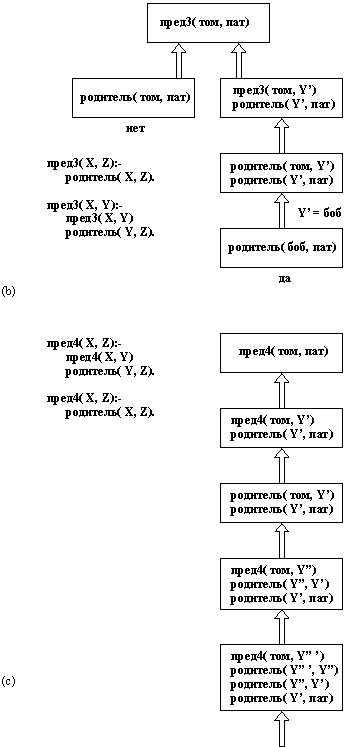 пред3( том, пат)
родитель( том, пат)
нет
пред3( том, Y’)
родитель( Y’, пат)
пред3( X, Z):-
родитель( X, Z).
пред3( X, Y):-
пред3( X, Y)
родитель( Y, Z).
родитель( том, Y’)
родитель( Y’, пат)
Y’ = боб
родитель( боб, пат)
да
(b)
пред4( X, Z):-
пред4( X, Y)
родитель( Y, Z).
пред4( X, Z):-
родитель( X, Z).
пред4( том, пат)
пред4( том, Y’)
родитель( Y’, пат)
родитель( том, Y’)
родитель( Y’, пат)
пред4( том, Y”)
родитель( Y”, Y’)
родитель( Y’, пат)
пред4( том, Y” ’)
родитель( Y” ’, Y”)
родитель( Y”, Y’)
родитель( Y’, пат)
(c)